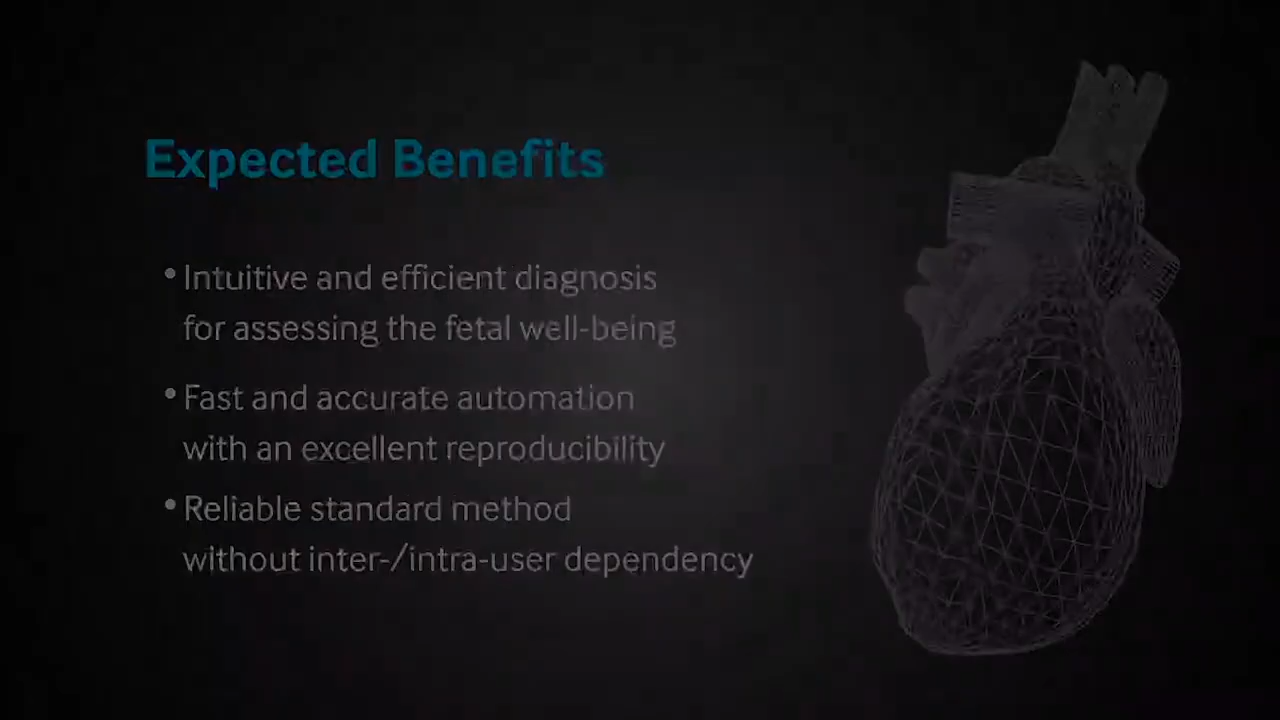 Expected Benefits
• Intuitive and efficient diagnosis
for assessing the fetal well-being
• Fast and accurate automation
with an excellent reproducibility
• Reliable standard method
without inter-/intra-user dependency